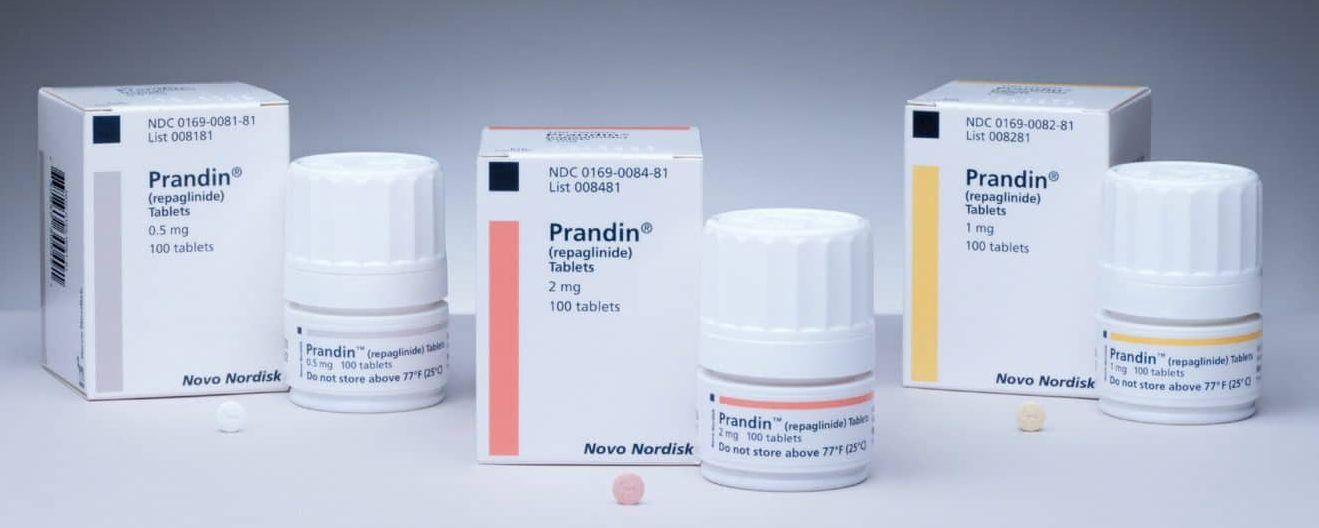 NDC 0169-0081-81
List 008181
Prandin®
(repaglinide)
Tablets
0.5 mg
100 tablets
Novo Nordisk
Prandin™ (repaglinide) Tablets
0.5 mg 100 tablets
Do not store above 77°F (25°C)
Prandin
NDC 0169-0084-81
List 008481
Prandin®
(repaglinide)
Tablets
2 mg
100 tablets
Novo Nordisk
Prandin™ (repaglinide) Tablets
2 mg 100 tablets
Do not store above 77°F (25°C)
Prandin
NDC 0169-0082-81
List 008281
Prandin®
(repaglinide)
Tablets
1 mg
100 tablets
Novo Nordisk
Prandin™ (repaglinide) Tablets
1 mg 100 tablets
Do not store above 77°F (25°C)